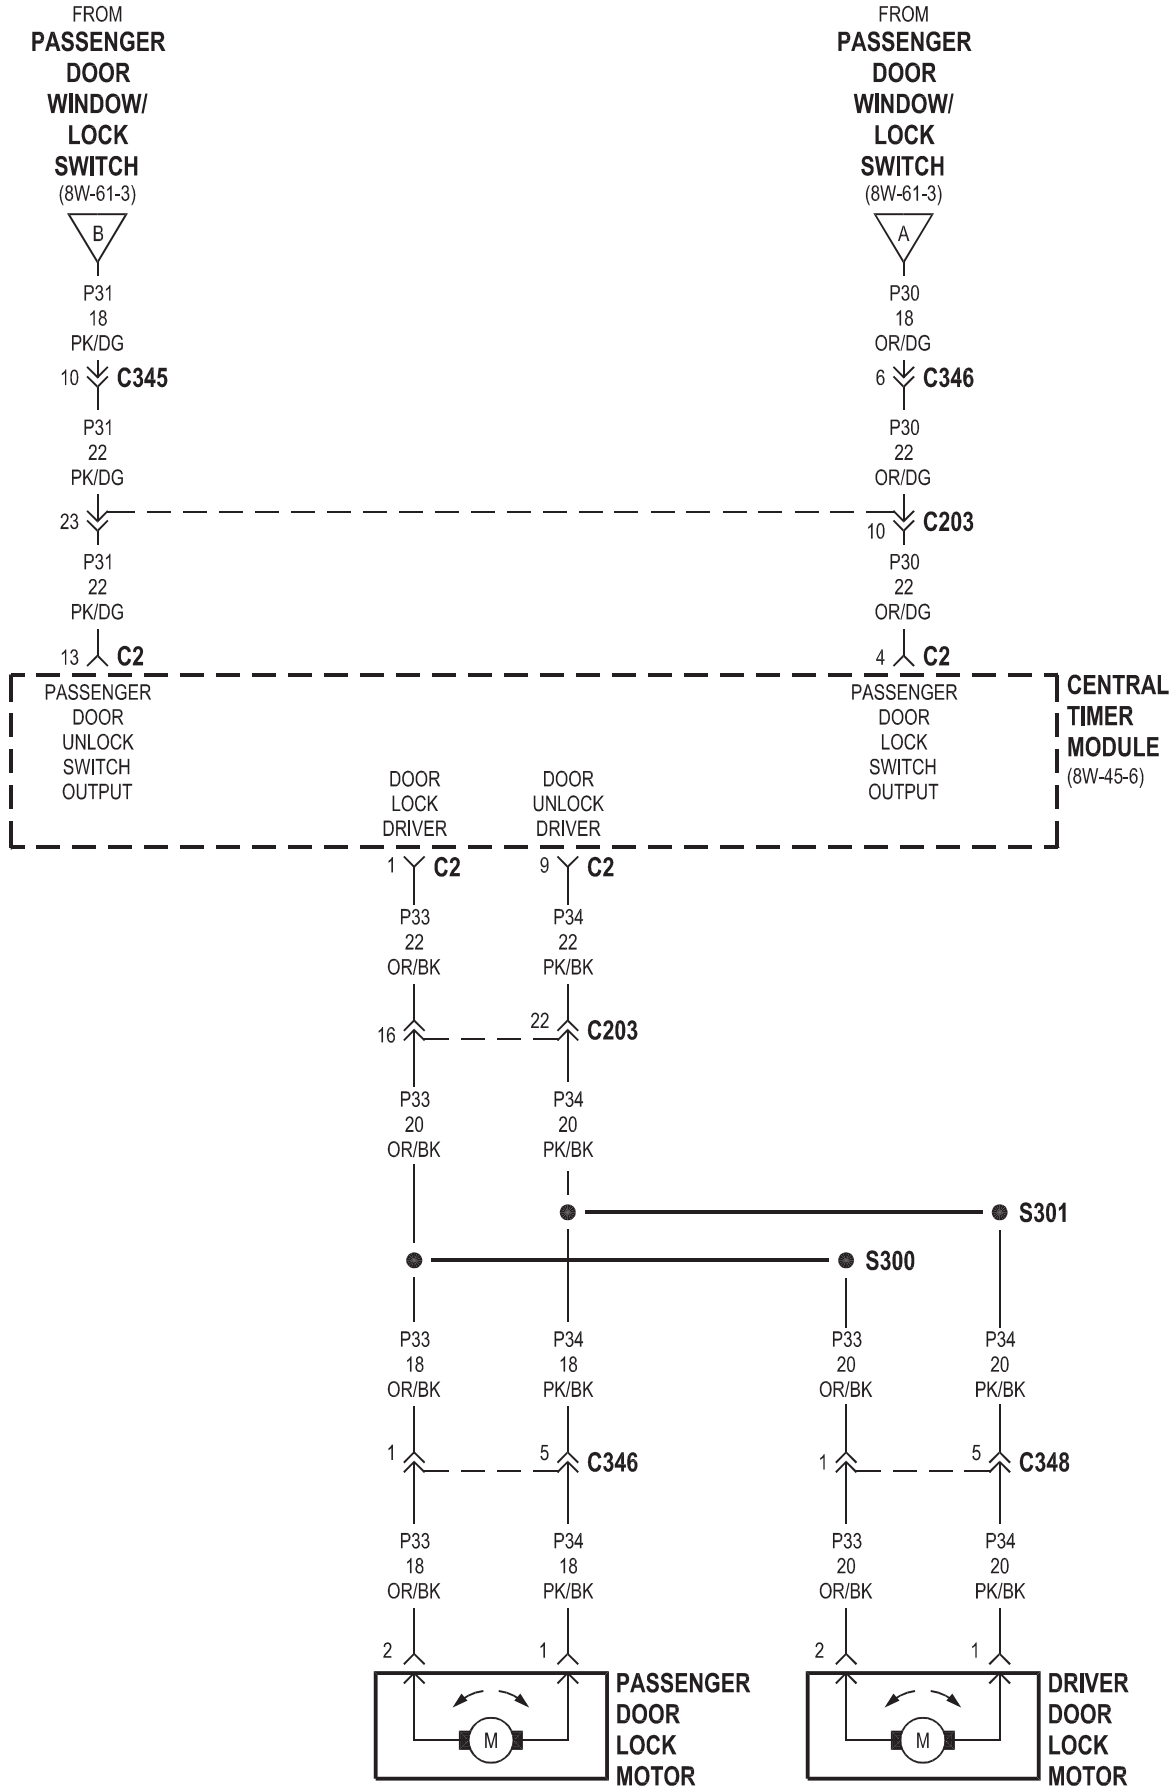 FROM
PASSENGER
DOOR
WINDOW/
LOCK
SWITCH
(8W-61-3)
B
P31
18
PK/DG
10 C345
P31
22
PK/DG
23
P31
22
PK/DG
13 C2
FROM
PASSENGER
DOOR
WINDOW/
LOCK
SWITCH
(8W-61-3)
A
P30
18
OR/DG
6 C346
P30
22
OR/DG
10 C203
P30
22
OR/DG
4 C2
PASSENGER
DOOR
UNLOCK
SWITCH
OUTPUT
DOOR
LOCK
DRIVER
DOOR
UNLOCK
DRIVER
PASSENGER
DOOR
LOCK
SWITCH
OUTPUT
CENTRAL
TIMER
MODULE
(8W-45-6)
1 C2
P33
22
OR/BK
16
P33
20
OR/BK
9 C2
P34
22
PK/BK
22 C203
P34
20
PK/BK
S301
S300
P33
18
OR/BK
1
P33
18
OR/BK
2
P34
18
PK/BK
5 C346
P34
18
PK/BK
1
M
PASSENGER
DOOR
LOCK
MOTOR
P33
20
OR/BK
1
P33
20
OR/BK
2
P34
20
PK/BK
5 C348
P34
20
PK/BK
1
M
DRIVER
DOOR
LOCK
MOTOR